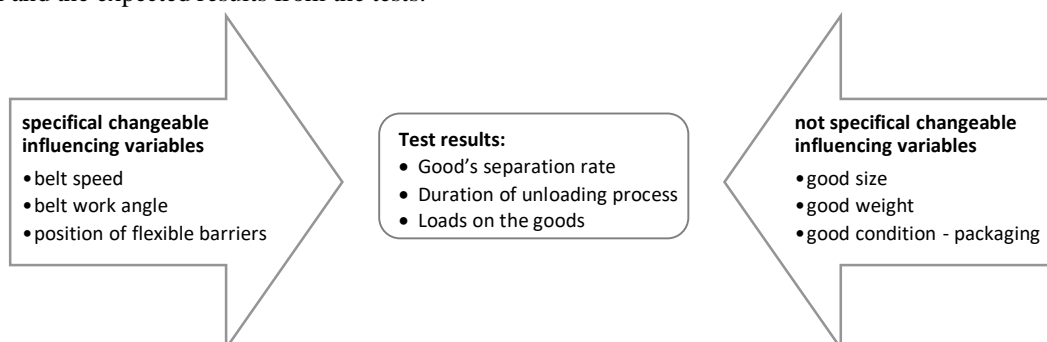 and the expected results from the tests.
specifical changeable
influencing variables
•belt speed
•belt work angle
•position of flexible barriers
Test results:
• Good's separation rate
• Duration of unloading process
• Loads on the goods
not specifical changeable
influencing variables
•good size
•good weight
•good condition - packaging